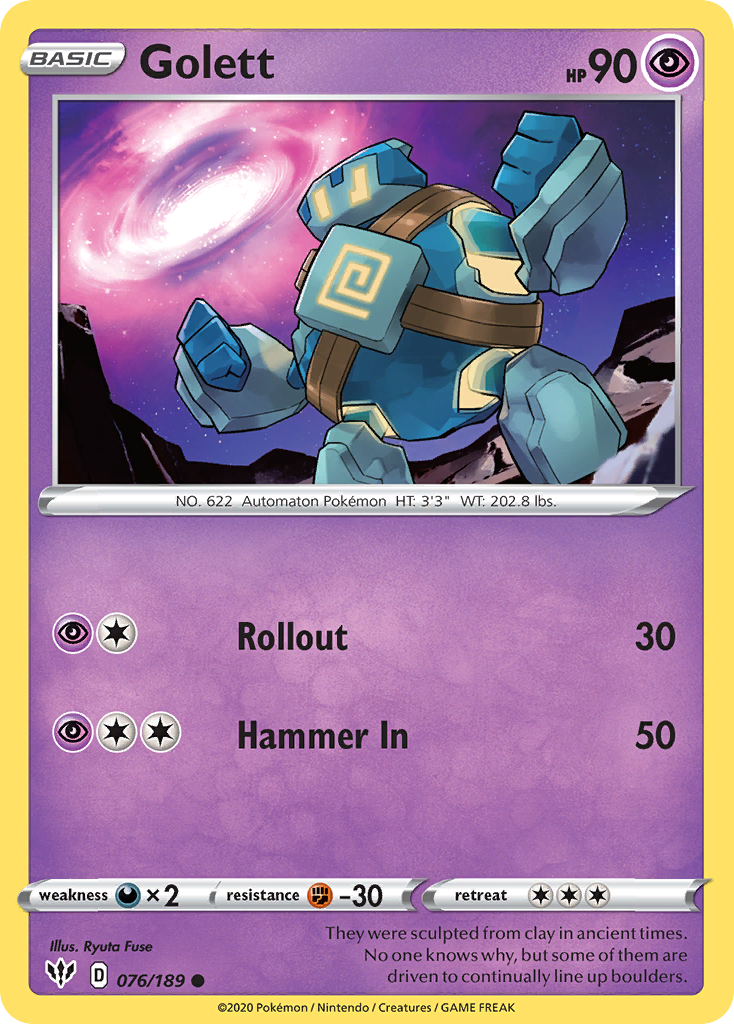 BASIC Golett HP 90
NO. 622 Automaton Pokémon HT: 3'3" WT: 202.8 lbs.
Rollout 30
Hammer In 50
weakness ×2 resistance -30 retreat
Illus. Ryuta Fuse
They were sculpted from clay in ancient times.
No one knows why, but some of them are
driven to continually line up boulders.
D 076/189
©2020 Pokémon / Nintendo / Creatures / GAME FREAK